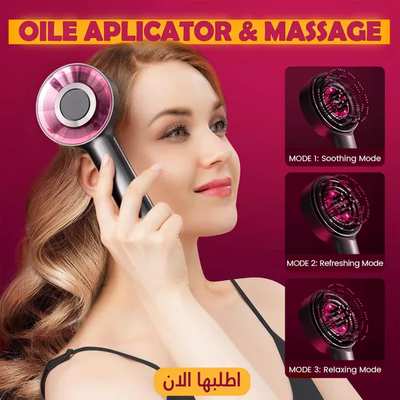 OILE APLICATOR & MASSAGE
MODE 1: Soothing Mode
MODE 2: Refreshing Mode
MODE 3: Relaxing Mode
اطلبها الان